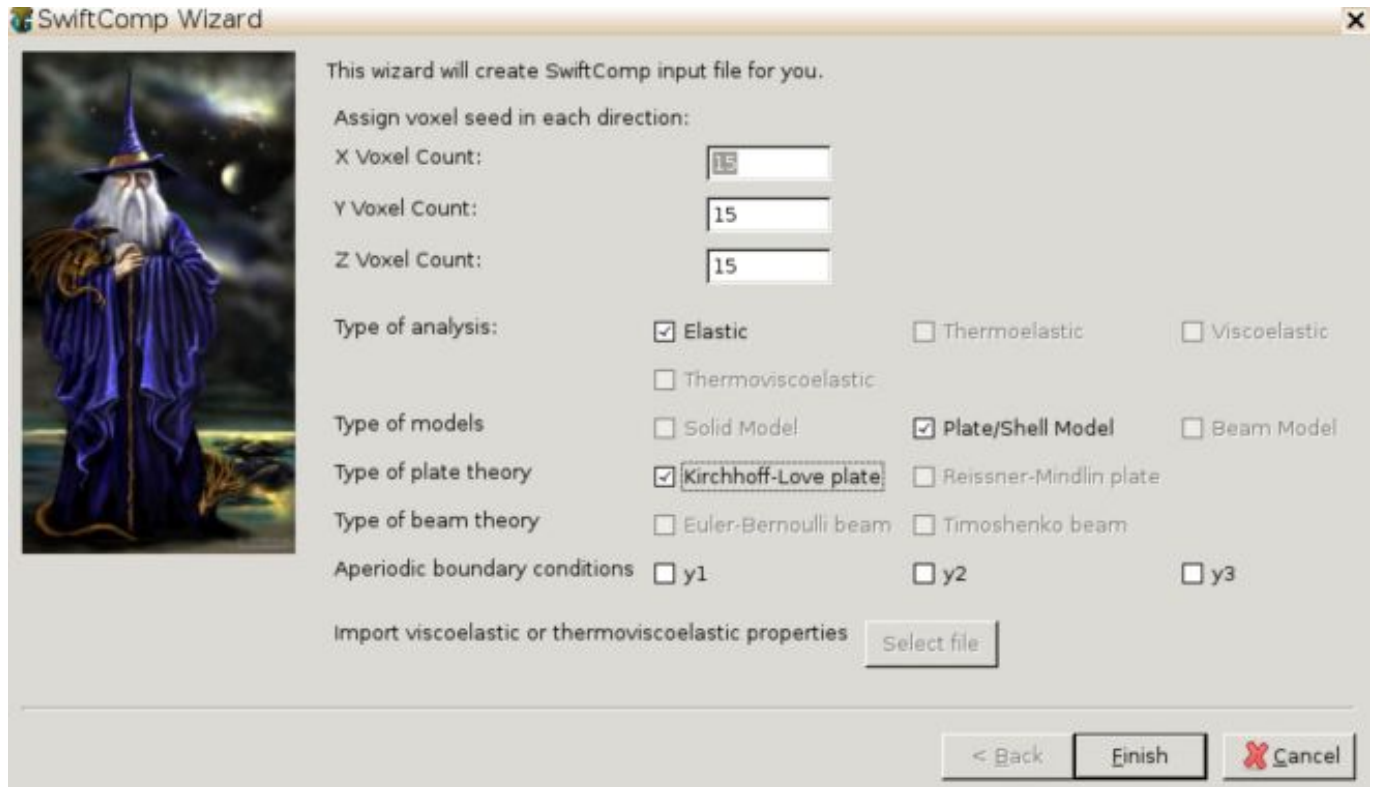 SwiftComp Wizard
This wizard will create SwiftComp input file for you.
Assign voxel seed in each direction:
X Voxel Count: 15
Y Voxel Count: 15
Z Voxel Count: 15
Type of analysis: Elastic Thermoelastic Viscoelastic
Thermoviscoelastic
Type of models Solid Model Plate/Shell Model Beam Model
Type of plate theory Kirchhoff-Love plate Reissner-Mindlin plate
Type of beam theory Euler-Bernoulli beam Timoshenko beam
Aperiodic boundary conditions y1 y2 y3
Import viscoelastic or thermoviscoelastic properties Select file
< Back Finish Cancel